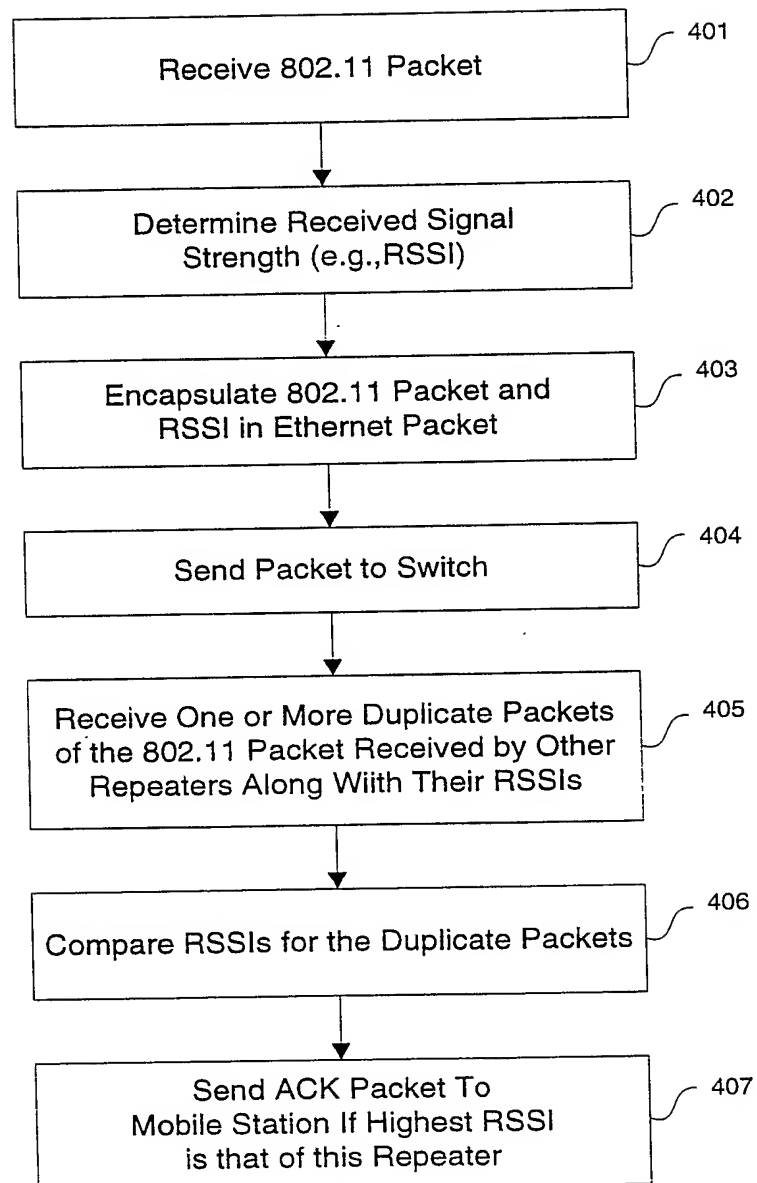 Receive 802.11 Packet
401
Determine Received Signal
Strength (e.g.,RSSI)
402
Encapsulate 802.11 Packet and
RSSI in Ethernet Packet
403
Send Packet to Switch
404
Receive One or More Duplicate Packets
of the 802.11 Packet Received by Other
Repeaters Along Wiith Their RSSIs
405
Compare RSSIs for the Duplicate Packets
406
Send ACK Packet To
Mobile Station If Highest RSSI
is that of this Repeater
407